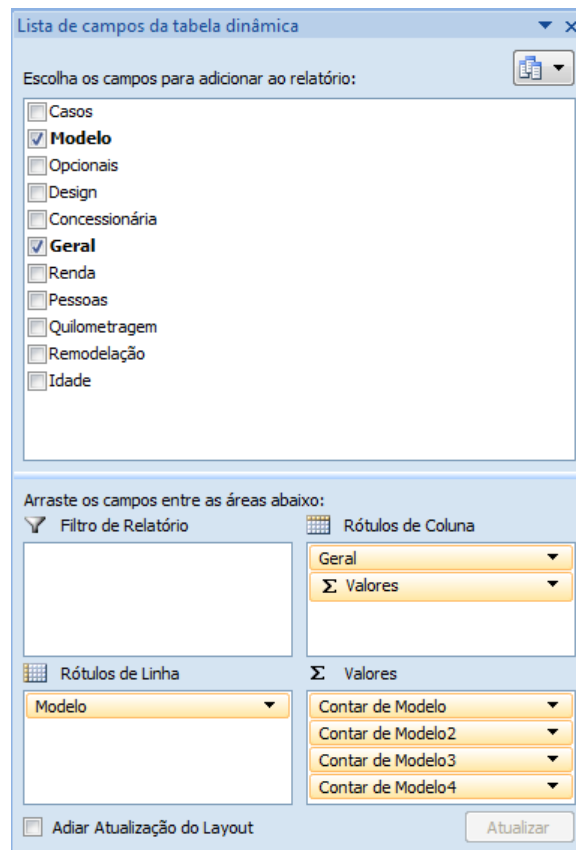 Lista de campos da tabela dinâmica
Escolha os campos para adicionar ao relatório:
Casos
Modelo
Opcionais
Design
Concessionária
Geral
Renda
Pessoas
Quilometragem
Remodelação
Idade
Arraste os campos entre as áreas abaixo:
Filtro de Relatório
Rótulos de Coluna
Geral
Σ Valores
Rótulos de Linha
Σ Valores
Modelo
Contar de Modelo
Contar de Modelo2
Contar de Modelo3
Contar de Modelo4
Adiar Atualização do Layout
Atualizar